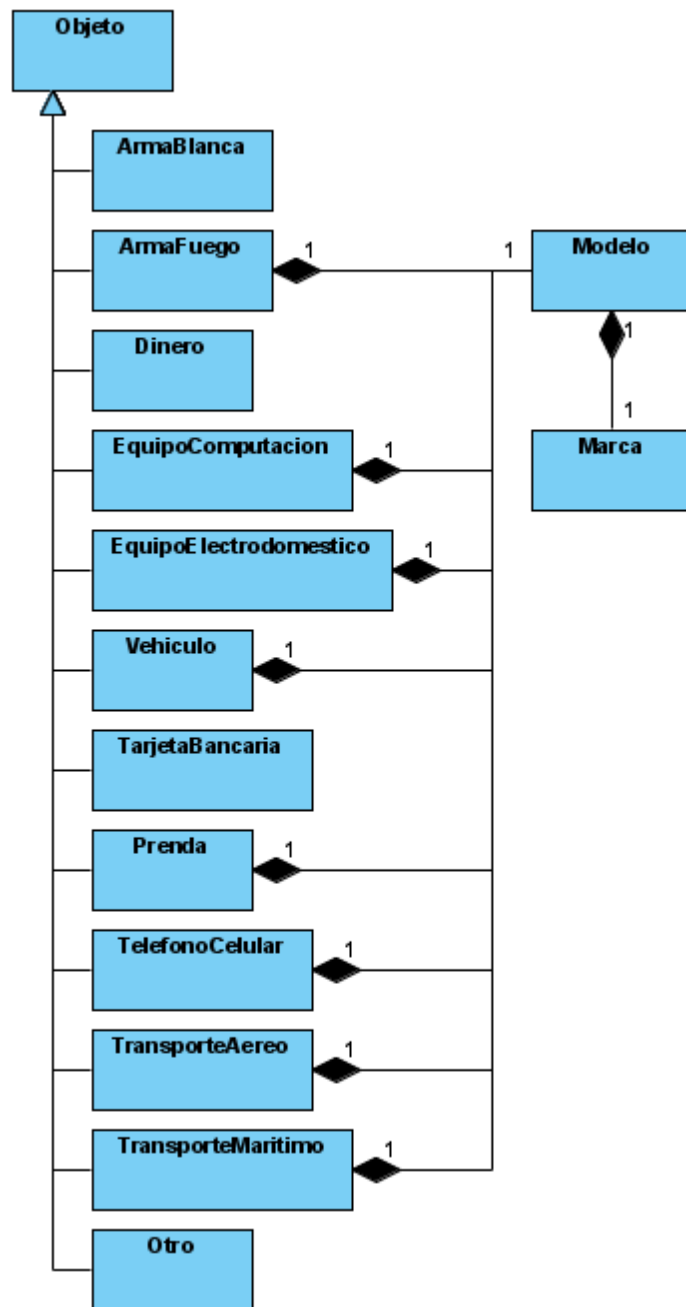 Objeto
ArmaBlanca
ArmaFuego
1
1
Modelo
Dinero
1
EquipoComputacion
1
1
Marca
EquipoElectrodomestico
1
Vehiculo
1
TarjetaBancaria
Prenda
1
TelefonoCelular
1
TransporteAereo
1
TransporteMaritimo
1
Otro